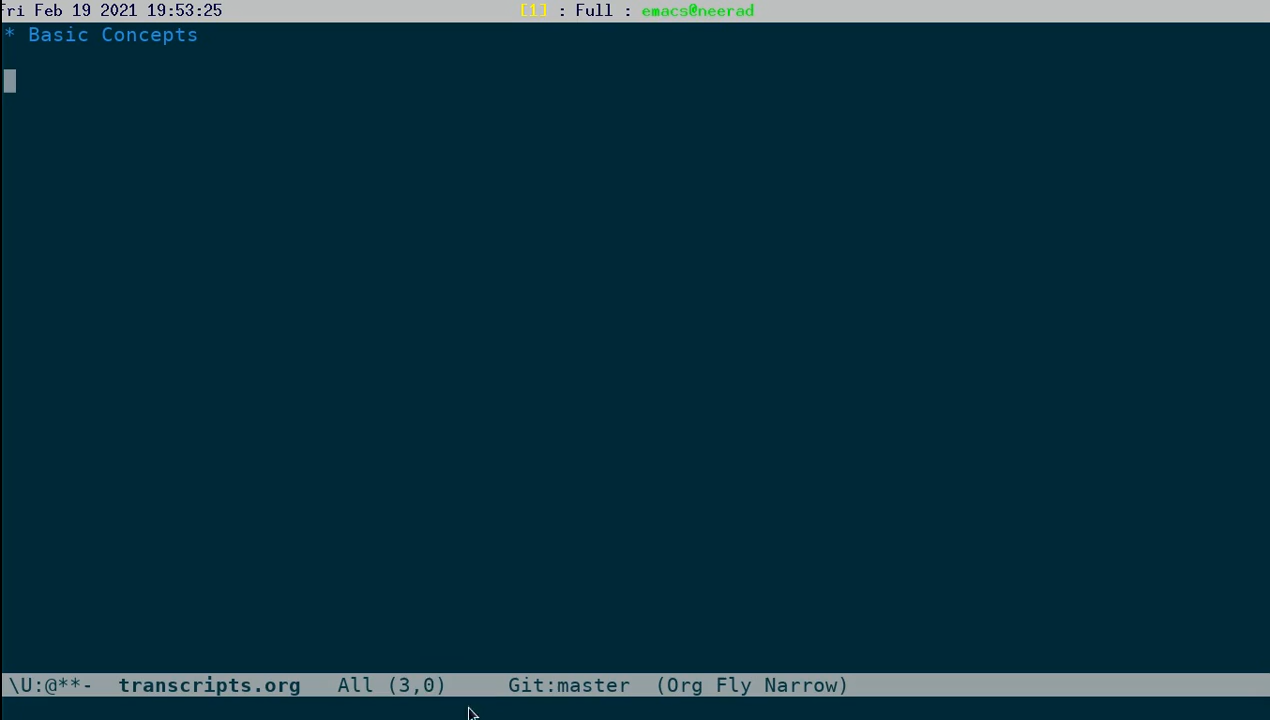 ri Feb 19 2021 19:53:25 [1] : Full : emacs@neerad
* Basic Concepts
\U:@**- transcripts.org All (3,0) Git:master (Org Fly Narrow)